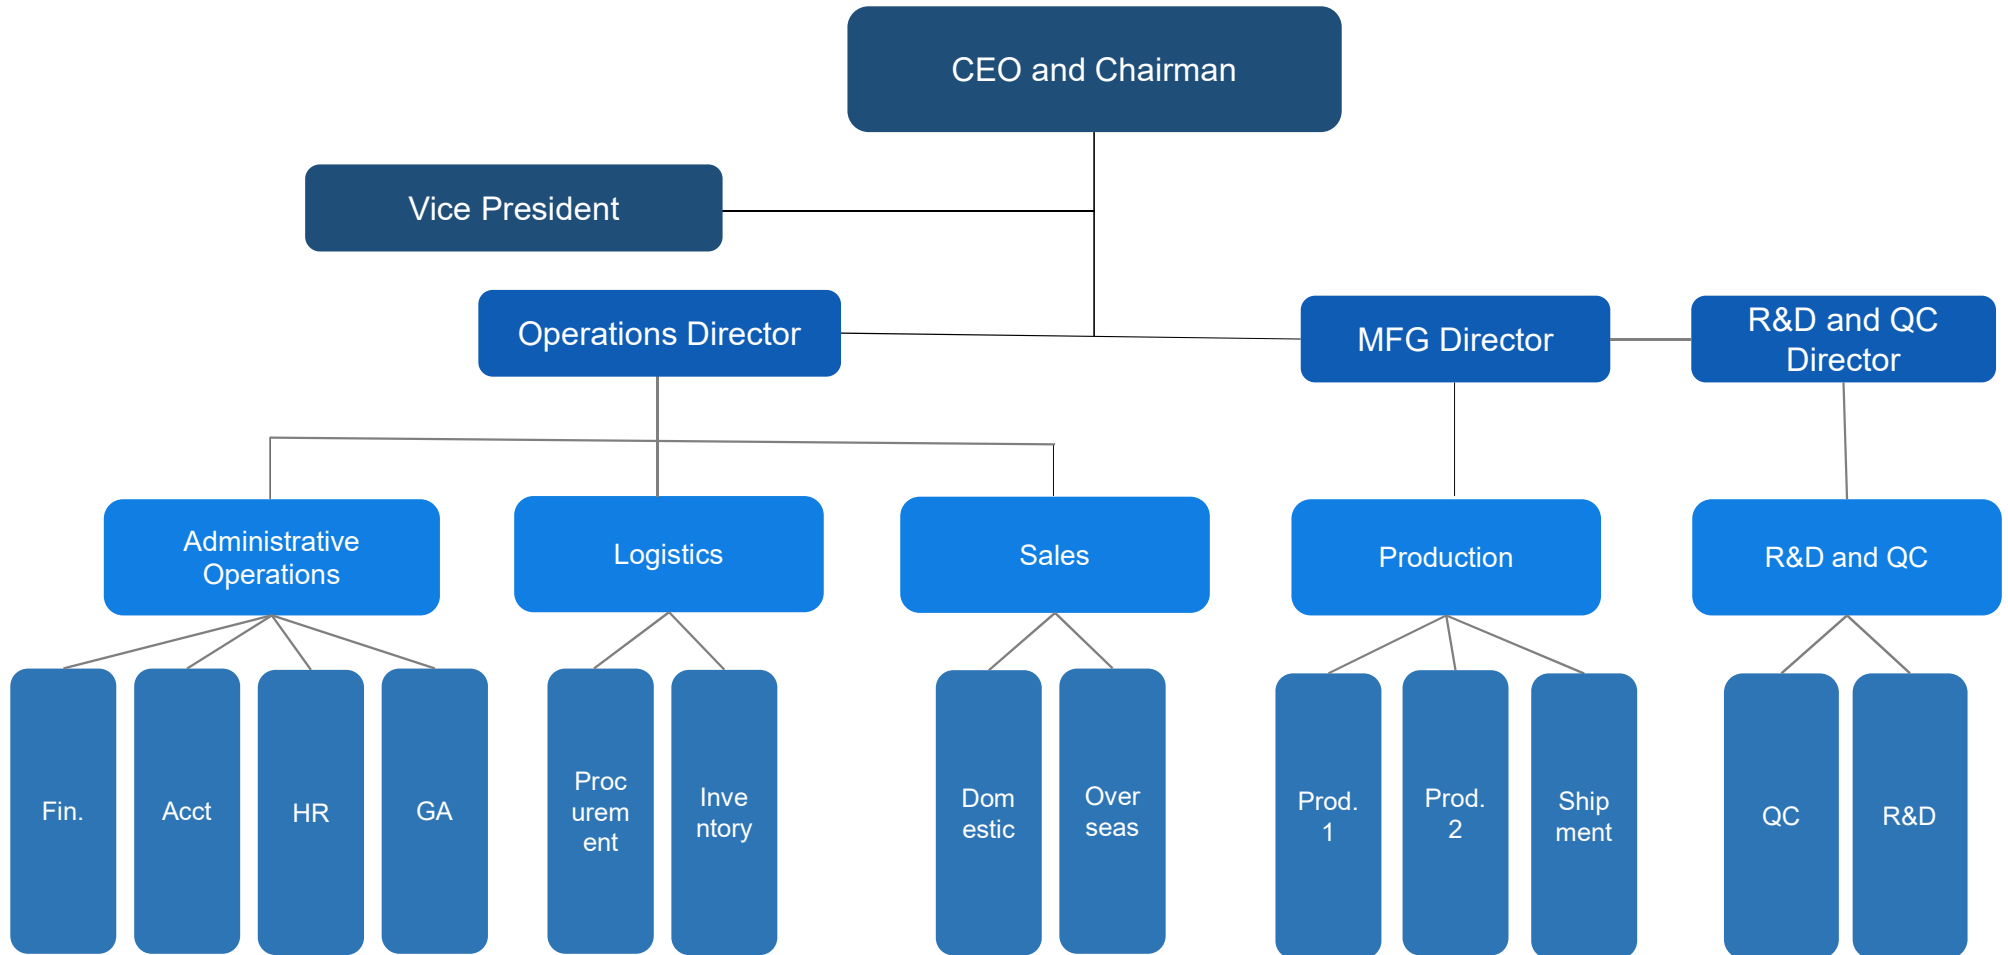 CEO and Chairman
Vice President
Operations Director
MFG Director
R&D and QC
Director
Administrative
Operations
Logistics
Sales
Production
R&D and QC
Fin.
Acct
HR
GA
Proc
urem
ent
Inve
ntory
Dom
estic
Over
seas
Prod.
1
Prod.
2
Ship
ment
QC
R&D